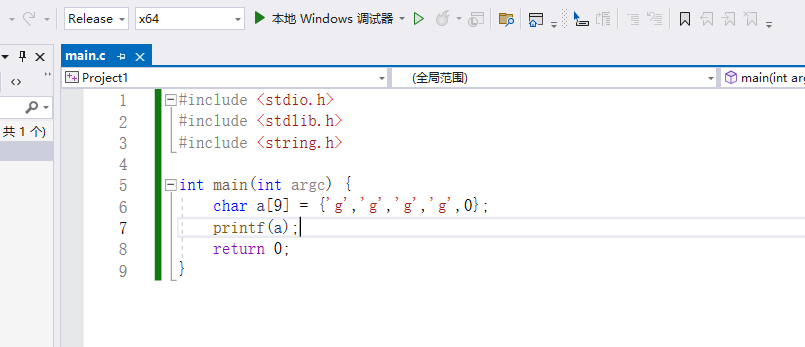 Release x64 本地 Windows 调试器
main.c
Project1 (全局范围) main(int arg
共 1 个)
1 #include <stdio.h>
2 #include <stdlib.h>
3 #include <string.h>
4
5 int main(int argc) {
6 char a[9] = {'g','g','g','g',0};
7 printf(a);
8 return 0;
9 }